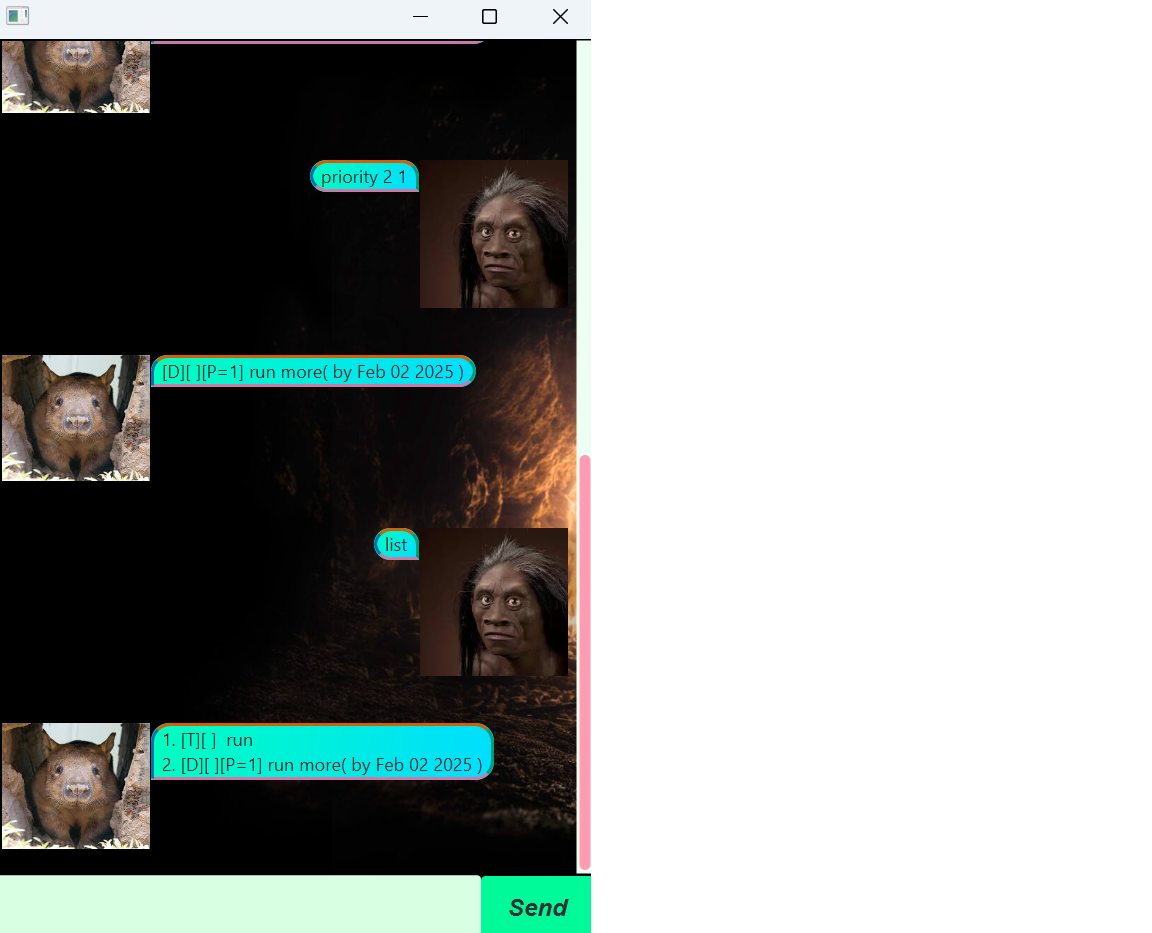 priority 2 1
[D][ ][P=1] run more( by Feb 02 2025 )
list
1. [T][ ]  run
2. [D][ ][P=1] run more( by Feb 02 2025 )
Send